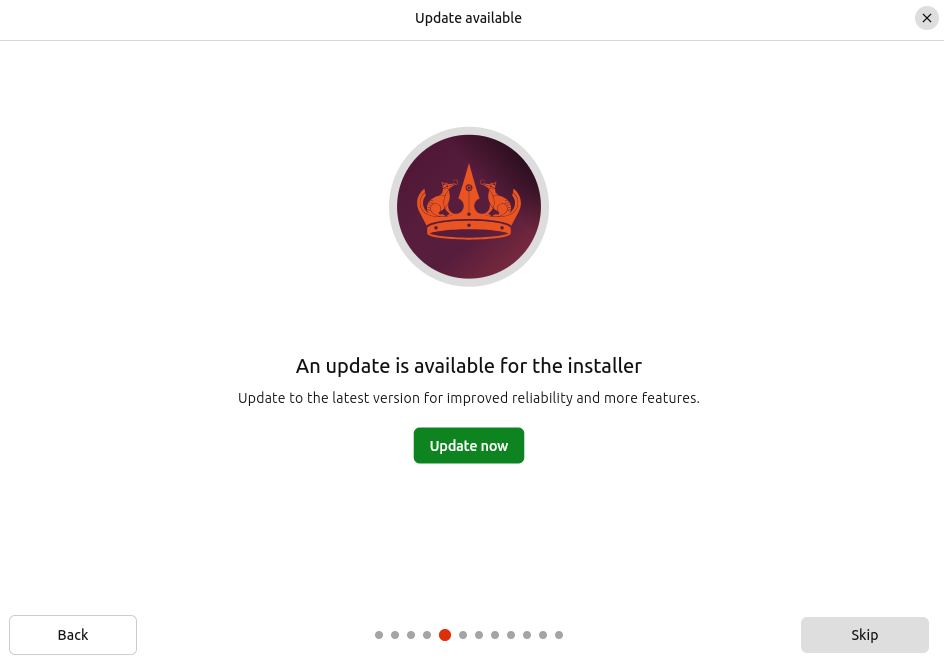 Update available
An update is available for the installer
Update to the latest version for improved reliability and more features.
Update now
Back
Skip